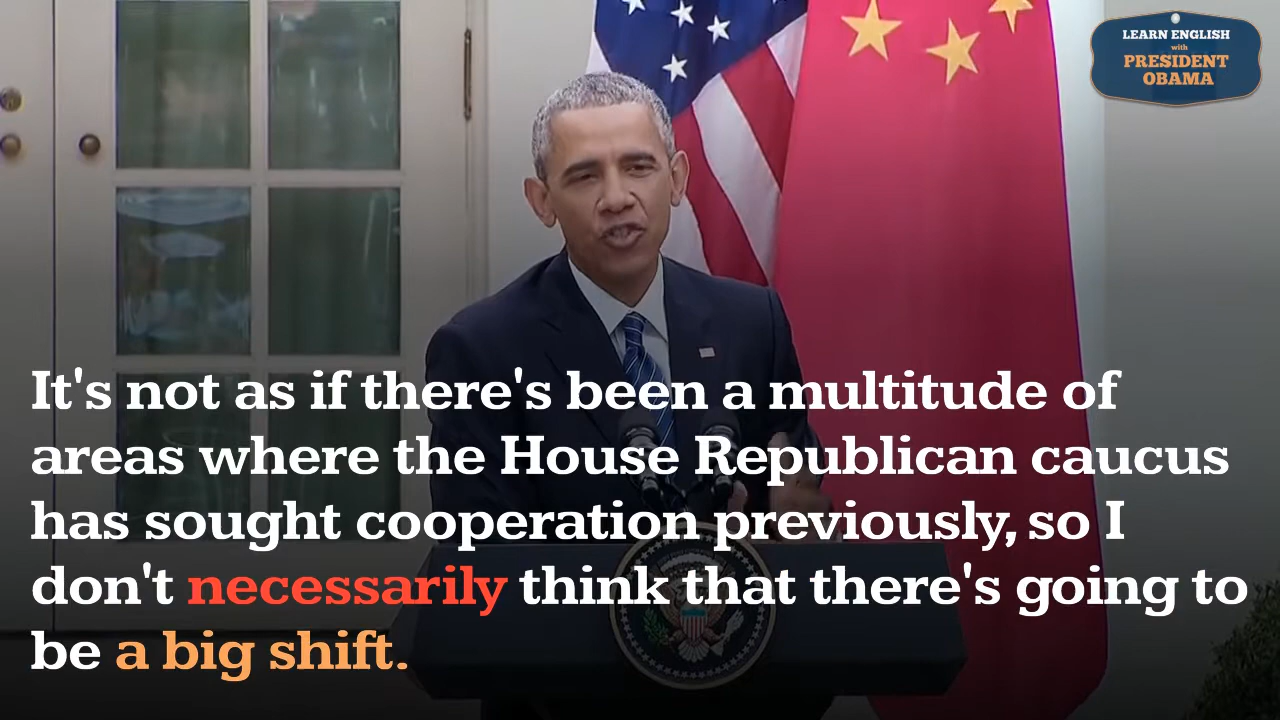 LEARN ENGLISH
with
PRESIDENT
OBAMA
It's not as if there's been a multitude of
areas where the House Republican caucus
has sought cooperation previously, so I
don't necessarily think that there's going to
be a big shift.